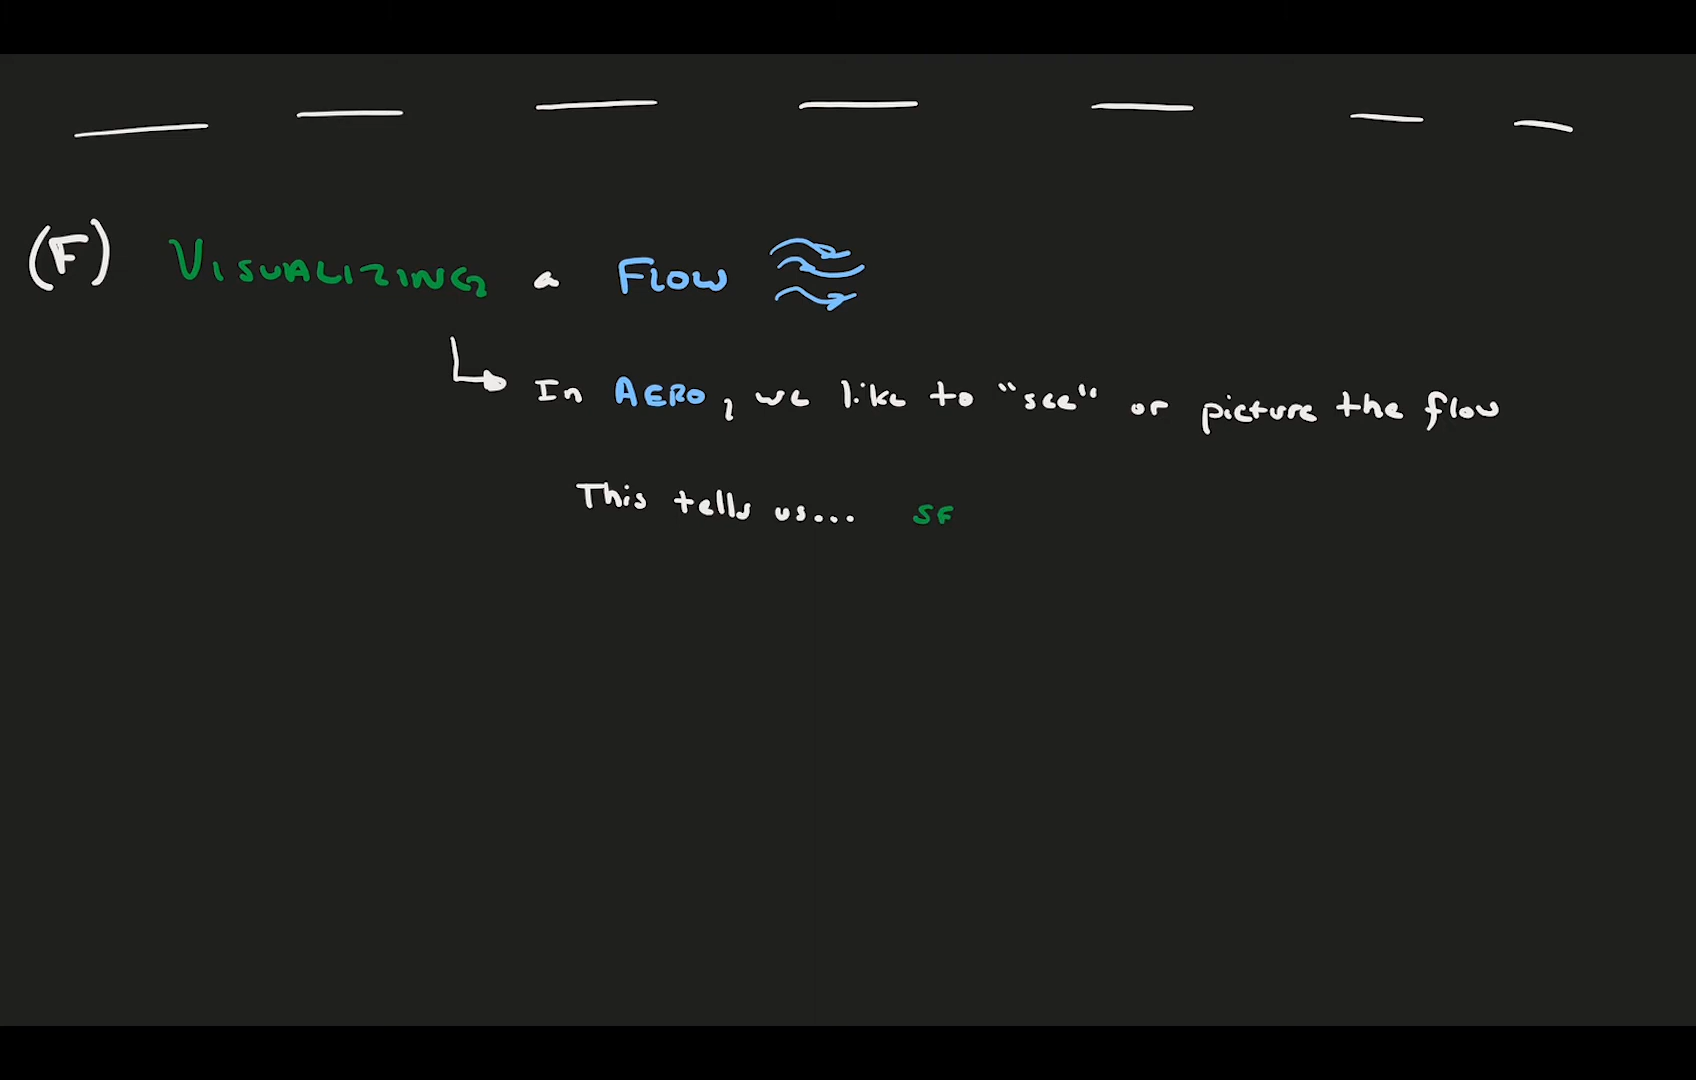 (F) VISUALIZING a FLOW
In AERO, we like to "see" or picture the flow
This tells us... SF